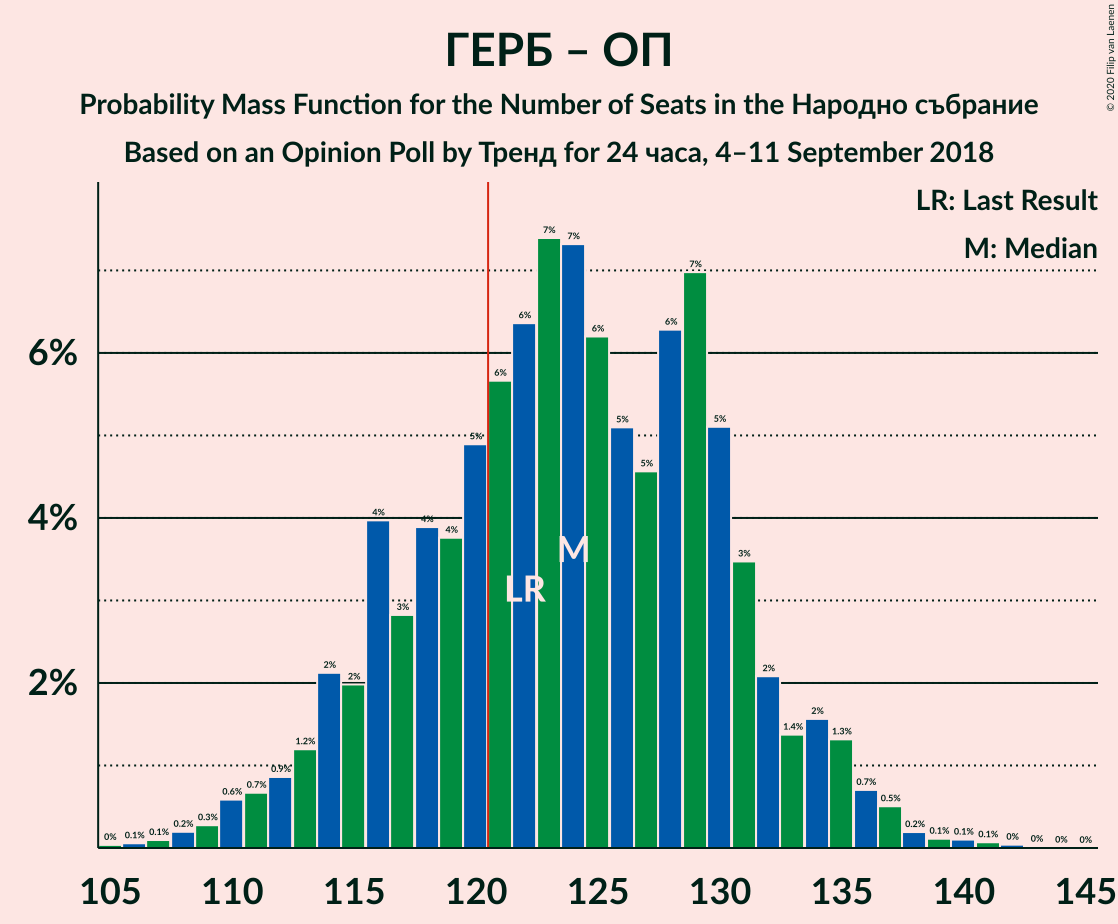 ГЕРБ – ОП
Probability Mass Function for the Number of Seats in the Народно събрание
Based on an Opinion Poll by Тренд for 24 часа, 4–11 September 2018
© 2020 Filip van Laenen
LR: Last Result
M: Median
6%
4%
2%
0% 0.1% 0.1% 0.2% 0.3% 0.6% 0.7% 0.9% 1.2% 2% 2% 4% 3% 4% 4% 5% 6% 6% 7% 7% 6% 5% 5% 6% 7% 5% 3% 2% 1.4% 2% 1.3% 0.7% 0.5% 0.2% 0.1% 0.1% 0.1% 0% 0% 0% 0%
M
LR
105 110 115 120 125 130 135 140 145